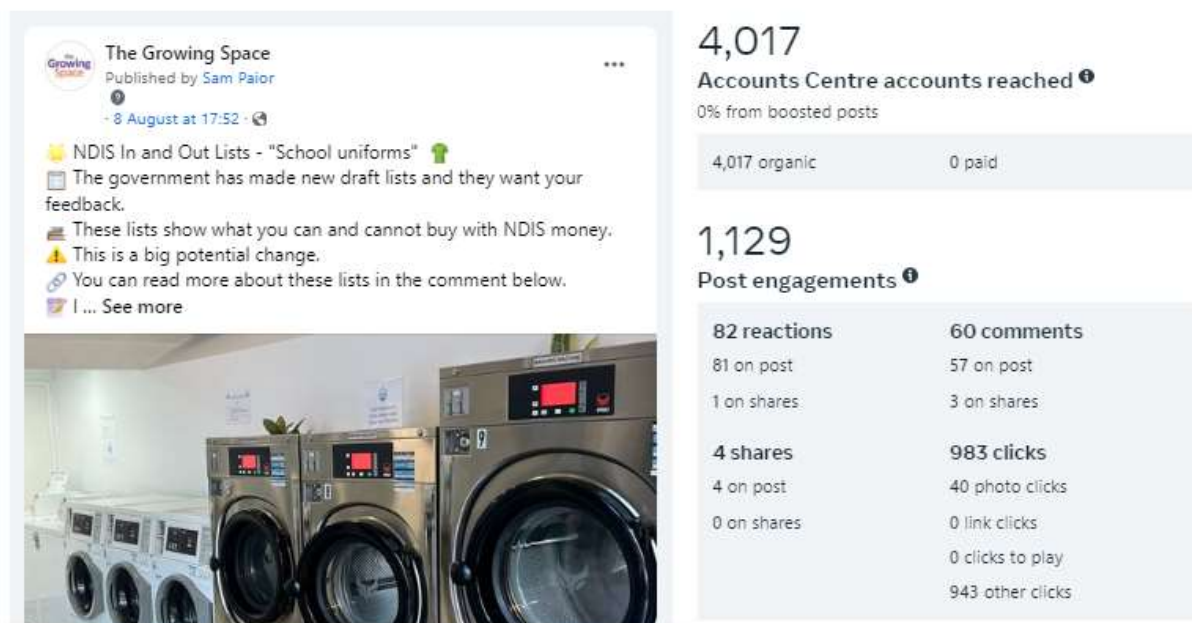 the Growing Space
The Growing Space
Published by Sam Paior
· 8 August at 17:52 ·
NDIS In and Out Lists - "School uniforms"
The government has made new draft lists and they want your
feedback.
These lists show what you can and cannot buy with NDIS money.
This is a big potential change.
You can read more about these lists in the comment below.
I ... See more
9
4,017
Accounts Centre accounts reached
0% from boosted posts
4,017 organic
0 paid
1,129
Post engagements
82 reactions
60 comments
81 on post
57 on post
1 on shares
3 on shares
4 shares
983 clicks
4 on post
40 photo clicks
0 on shares
0 link clicks
0 clicks to play
943 other clicks